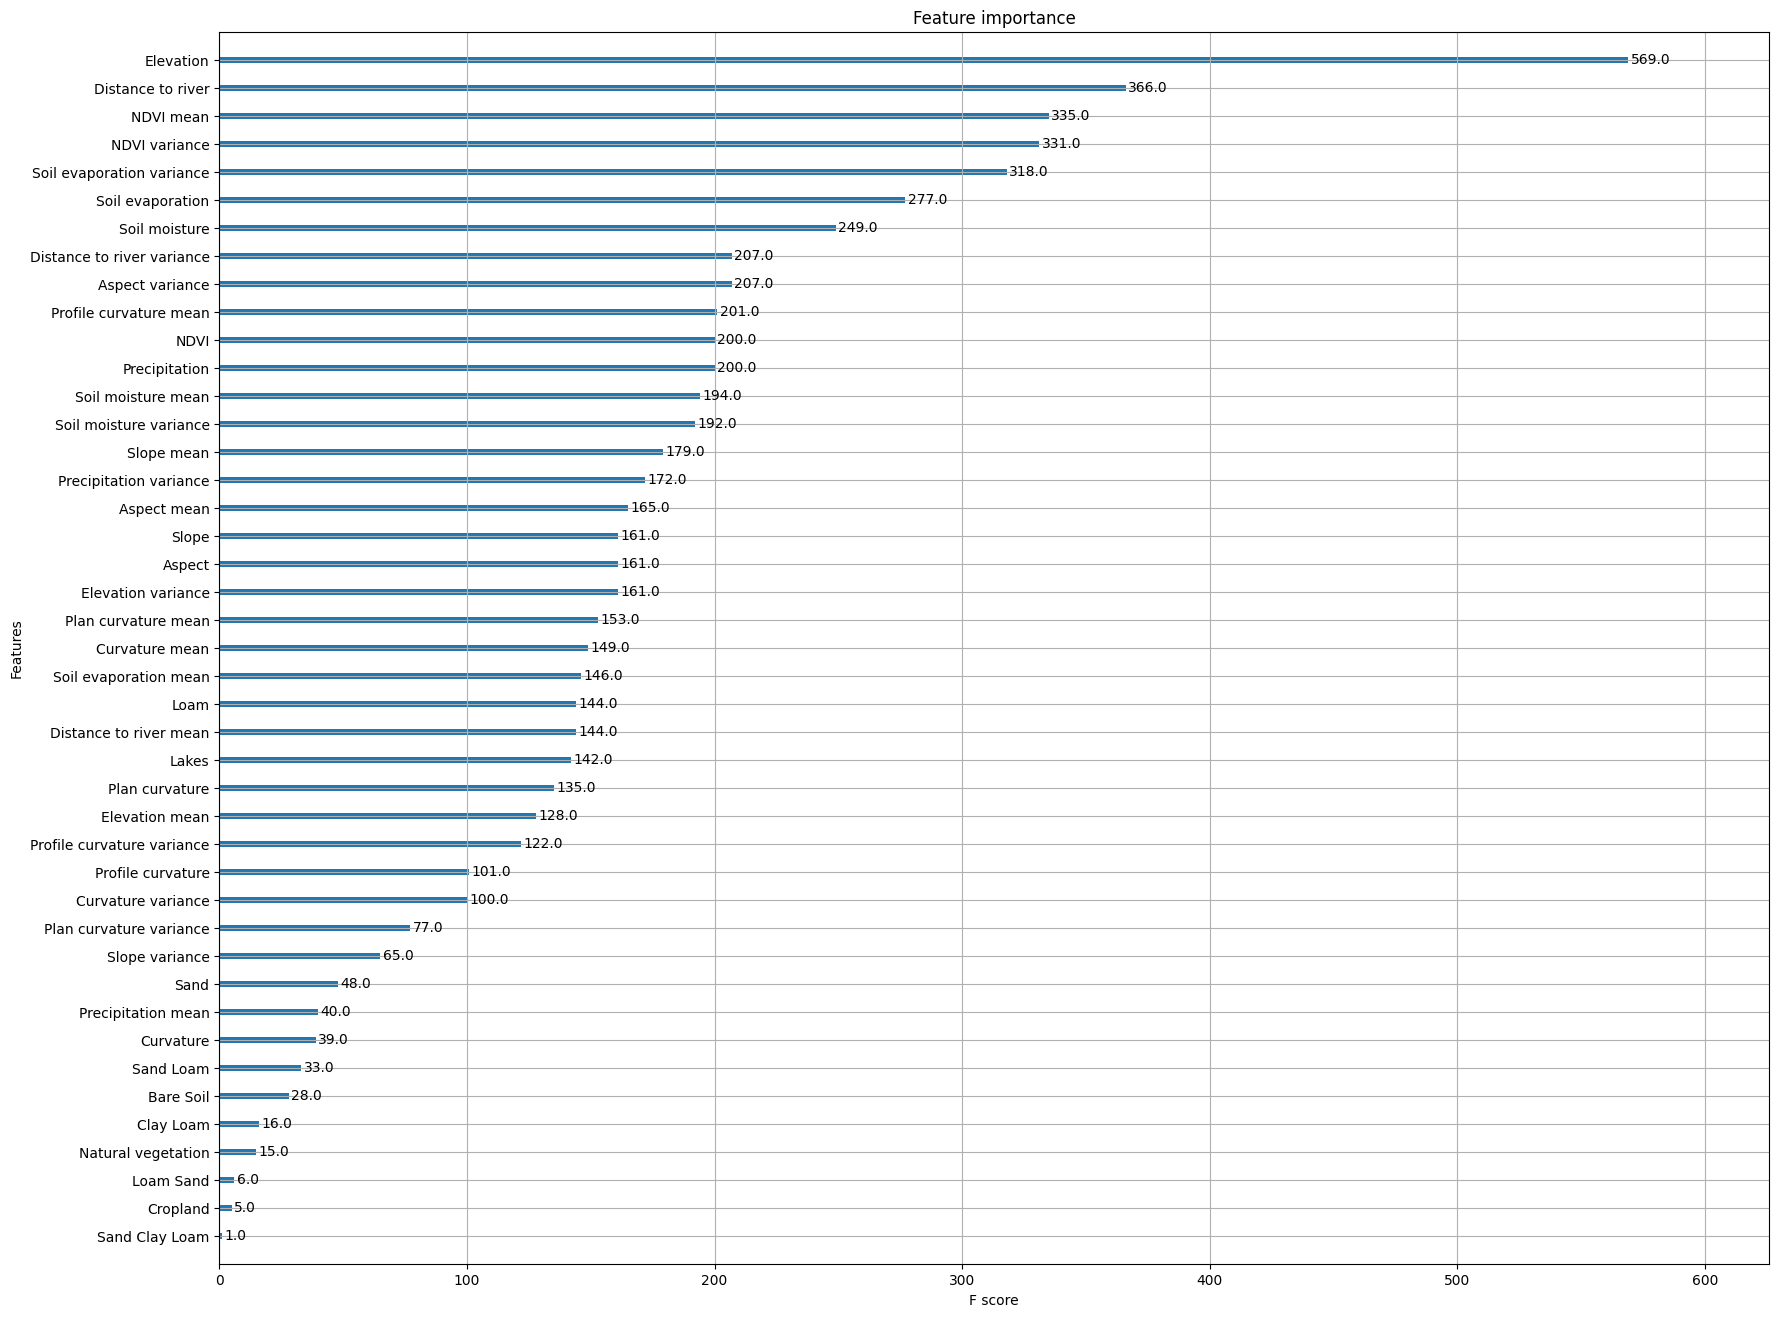 Feature importance
Elevation 569.0
Distance to river 366.0
NDVI mean 335.0
NDVI variance 331.0
Soil evaporation variance 318.0
Soil evaporation 277.0
Soil moisture 249.0
Distance to river variance 207.0
Aspect variance 207.0
Profile curvature mean 201.0
NDVI 200.0
Precipitation 200.0
Soil moisture mean 194.0
Soil moisture variance 192.0
Slope mean 179.0
Precipitation variance 172.0
Aspect mean 165.0
Slope 161.0
Aspect 161.0
Elevation variance 161.0
Plan curvature mean 153.0
Curvature mean 149.0
Soil evaporation mean 146.0
Loam 144.0
Distance to river mean 144.0
Lakes 142.0
Plan curvature 135.0
Elevation mean 128.0
Profile curvature variance 122.0
Profile curvature 101.0
Curvature variance 100.0
Plan curvature variance 77.0
Slope variance 65.0
Sand 48.0
Precipitation mean 40.0
Curvature 39.0
Sand Loam 33.0
Bare Soil 28.0
Clay Loam 16.0
Natural vegetation 15.0
Loam Sand 6.0
Cropland 5.0
Sand Clay Loam 1.0
Features
0 100 200 300 400 500 600
F score